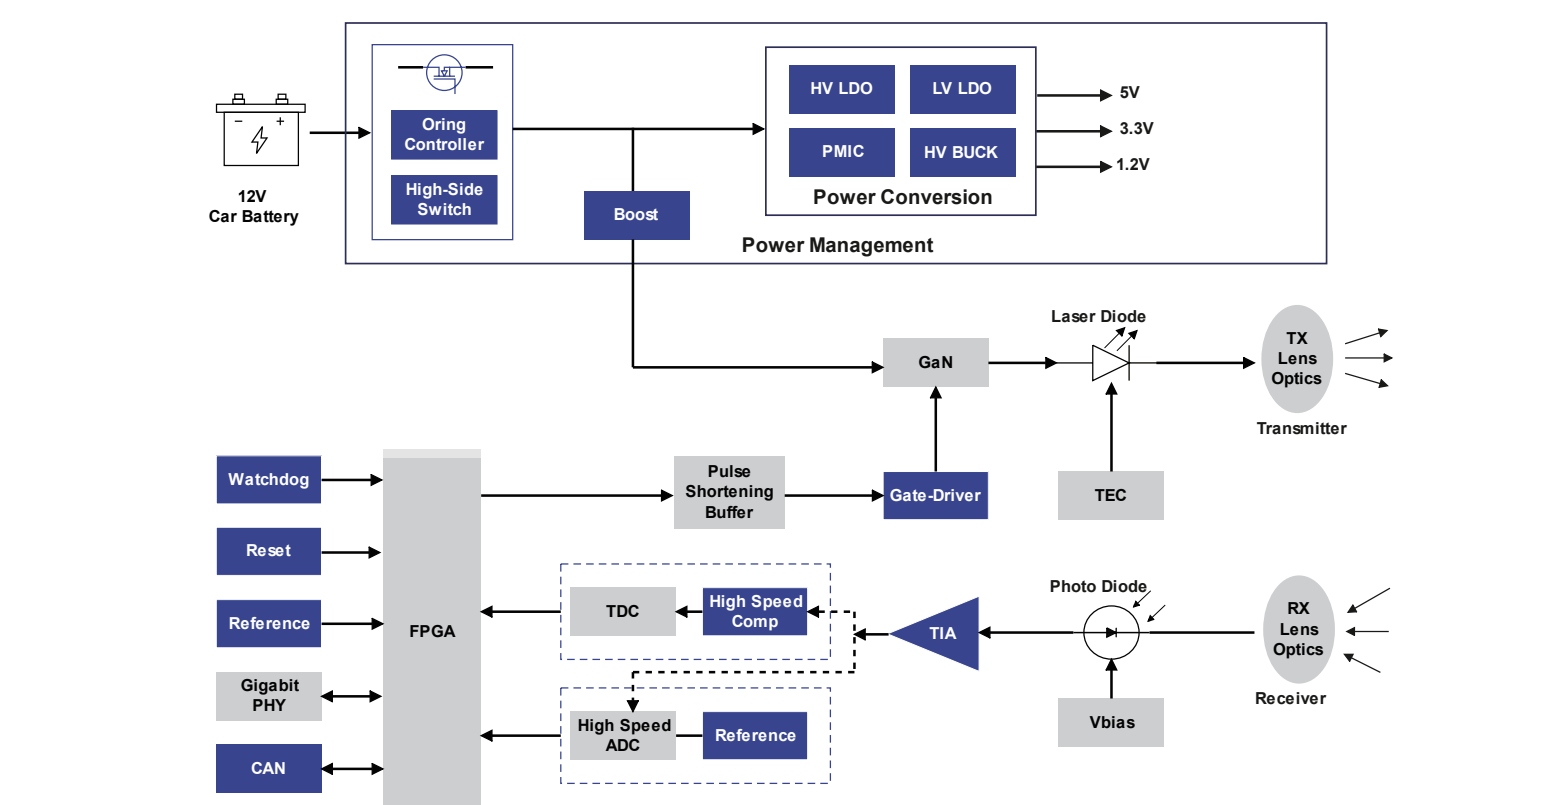 Oring
Controller
High-Side
Switch
HV LDO
LV LDO
PMIC
HV BUCK
Power Conversion
5V
3.3V
1.2V
−
+
12V
Car Battery
Boost
Power Management
Laser Diode
GaN
TX
Lens
Optics
Transmitter
Watchdog
Reset
Reference
Gigabit
PHY
CAN
FPGA
Pulse
Shortening
Buffer
Gate-Driver
TEC
TDC
High Speed
Comp
TIA
Photo Diode
RX
Lens
Optics
Receiver
High Speed
ADC
Reference
Vbias